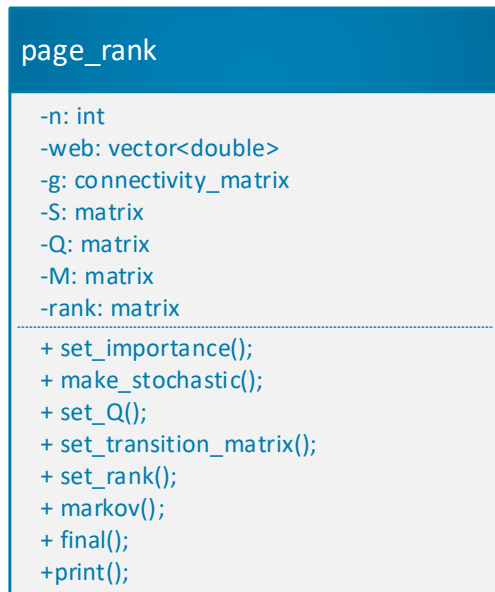 page_rank
-n: int
-web: vector<double>
-g: connectivity_matrix
-S: matrix
-Q: matrix
-M: matrix
-rank: matrix
+ set_importance();
+ make_stochastic();
+ set_Q();
+ set_transition_matrix();
+ set_rank();
+ markov();
+ final();
+print();